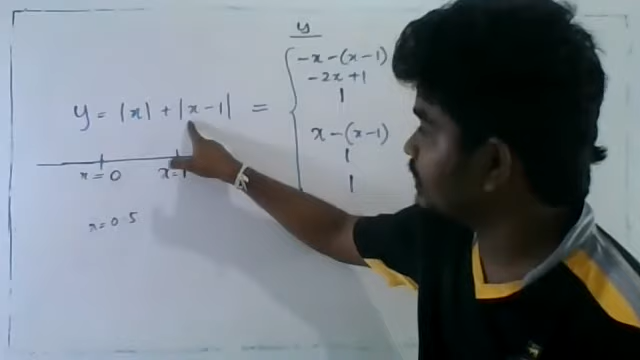 y
y = |x| + |x-1| =
-x-(x-1)
-2x+1
1
x-(x-1)
1
1
x=0 x=1
x=0.5